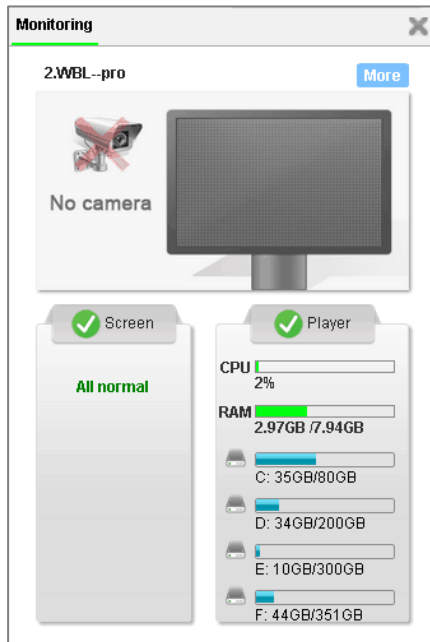 Monitoring
2.WBL--pro
More
No camera
Screen
All normal
Player
CPU
2%
RAM
2.97GB /7.94GB
C: 35GB/80GB
D: 34GB/200GB
E: 10GB/300GB
F: 44GB/351GB